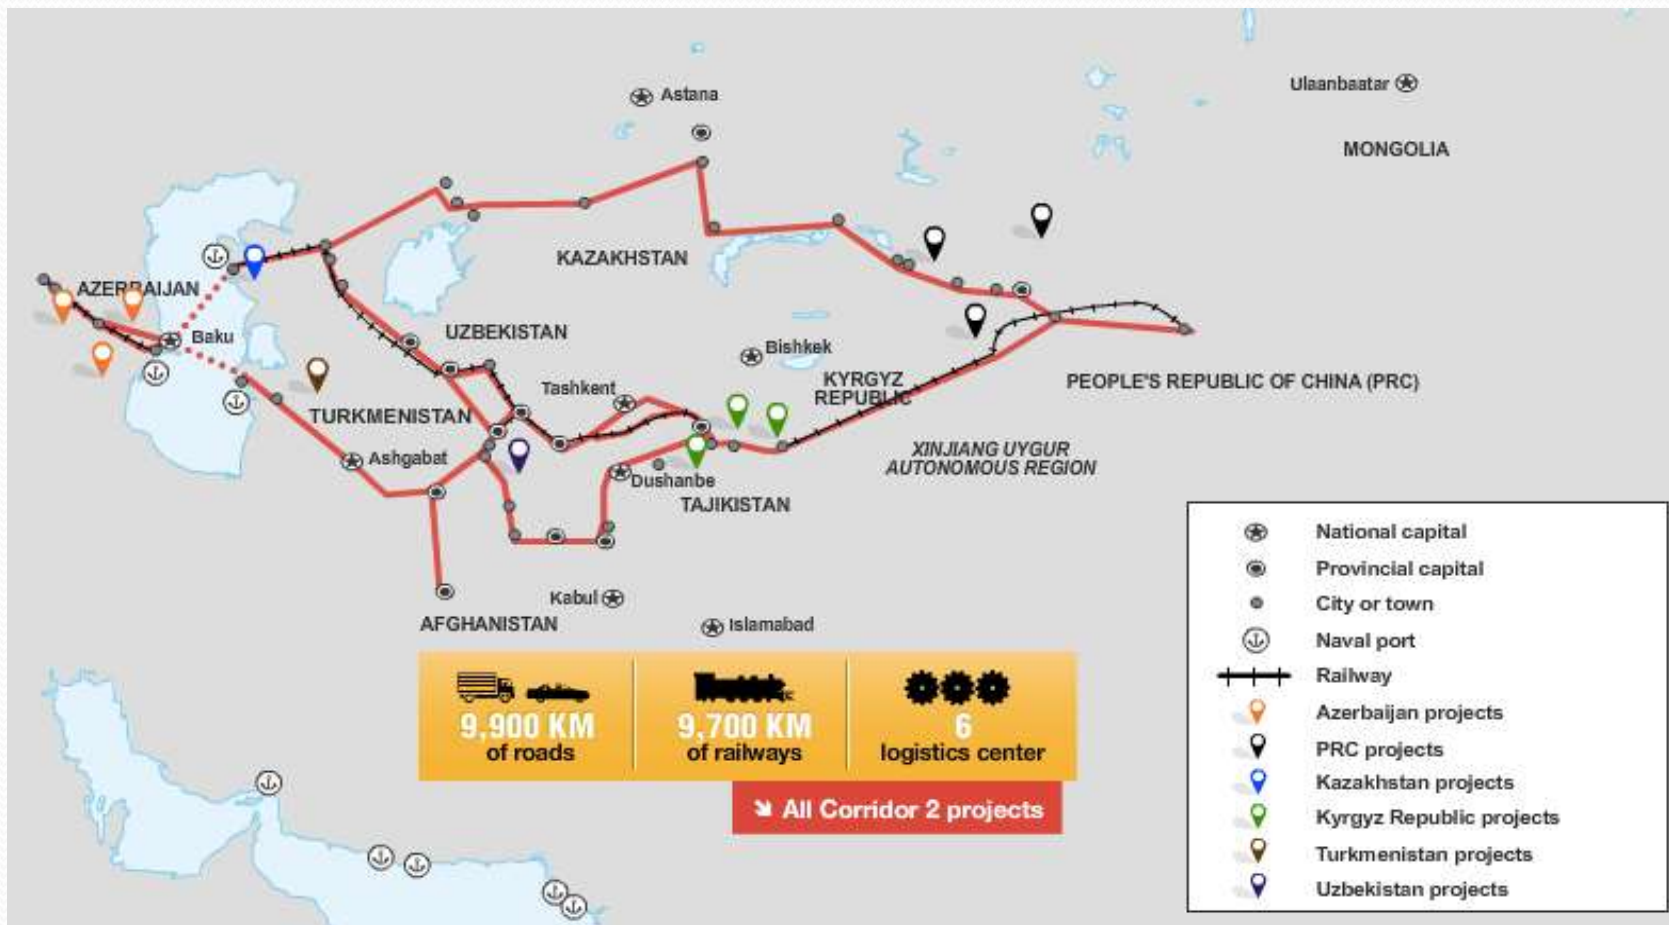 Astana
Ulaanbaatar
MONGOLIA
KAZAKHSTAN
AZERBAIJAN
Baku
UZBEKISTAN
Bishkek
KYRGYZ
REPUBLIC
PEOPLE'S REPUBLIC OF CHINA (PRC)
Tashkent
TURKMENISTAN
Ashgabat
XINJIANG UYGUR
AUTONOMOUS REGION
Dushanbe
TAJIKISTAN
Kabul
AFGHANISTAN
Islamabad
9,900 KM
of roads
9,700 KM
of railways
6
logistics center
All Corridor 2 projects
National capital
Provincial capital
City or town
Naval port
Railway
Azerbaijan projects
PRC projects
Kazakhstan projects
Kyrgyz Republic projects
Turkmenistan projects
Uzbekistan projects